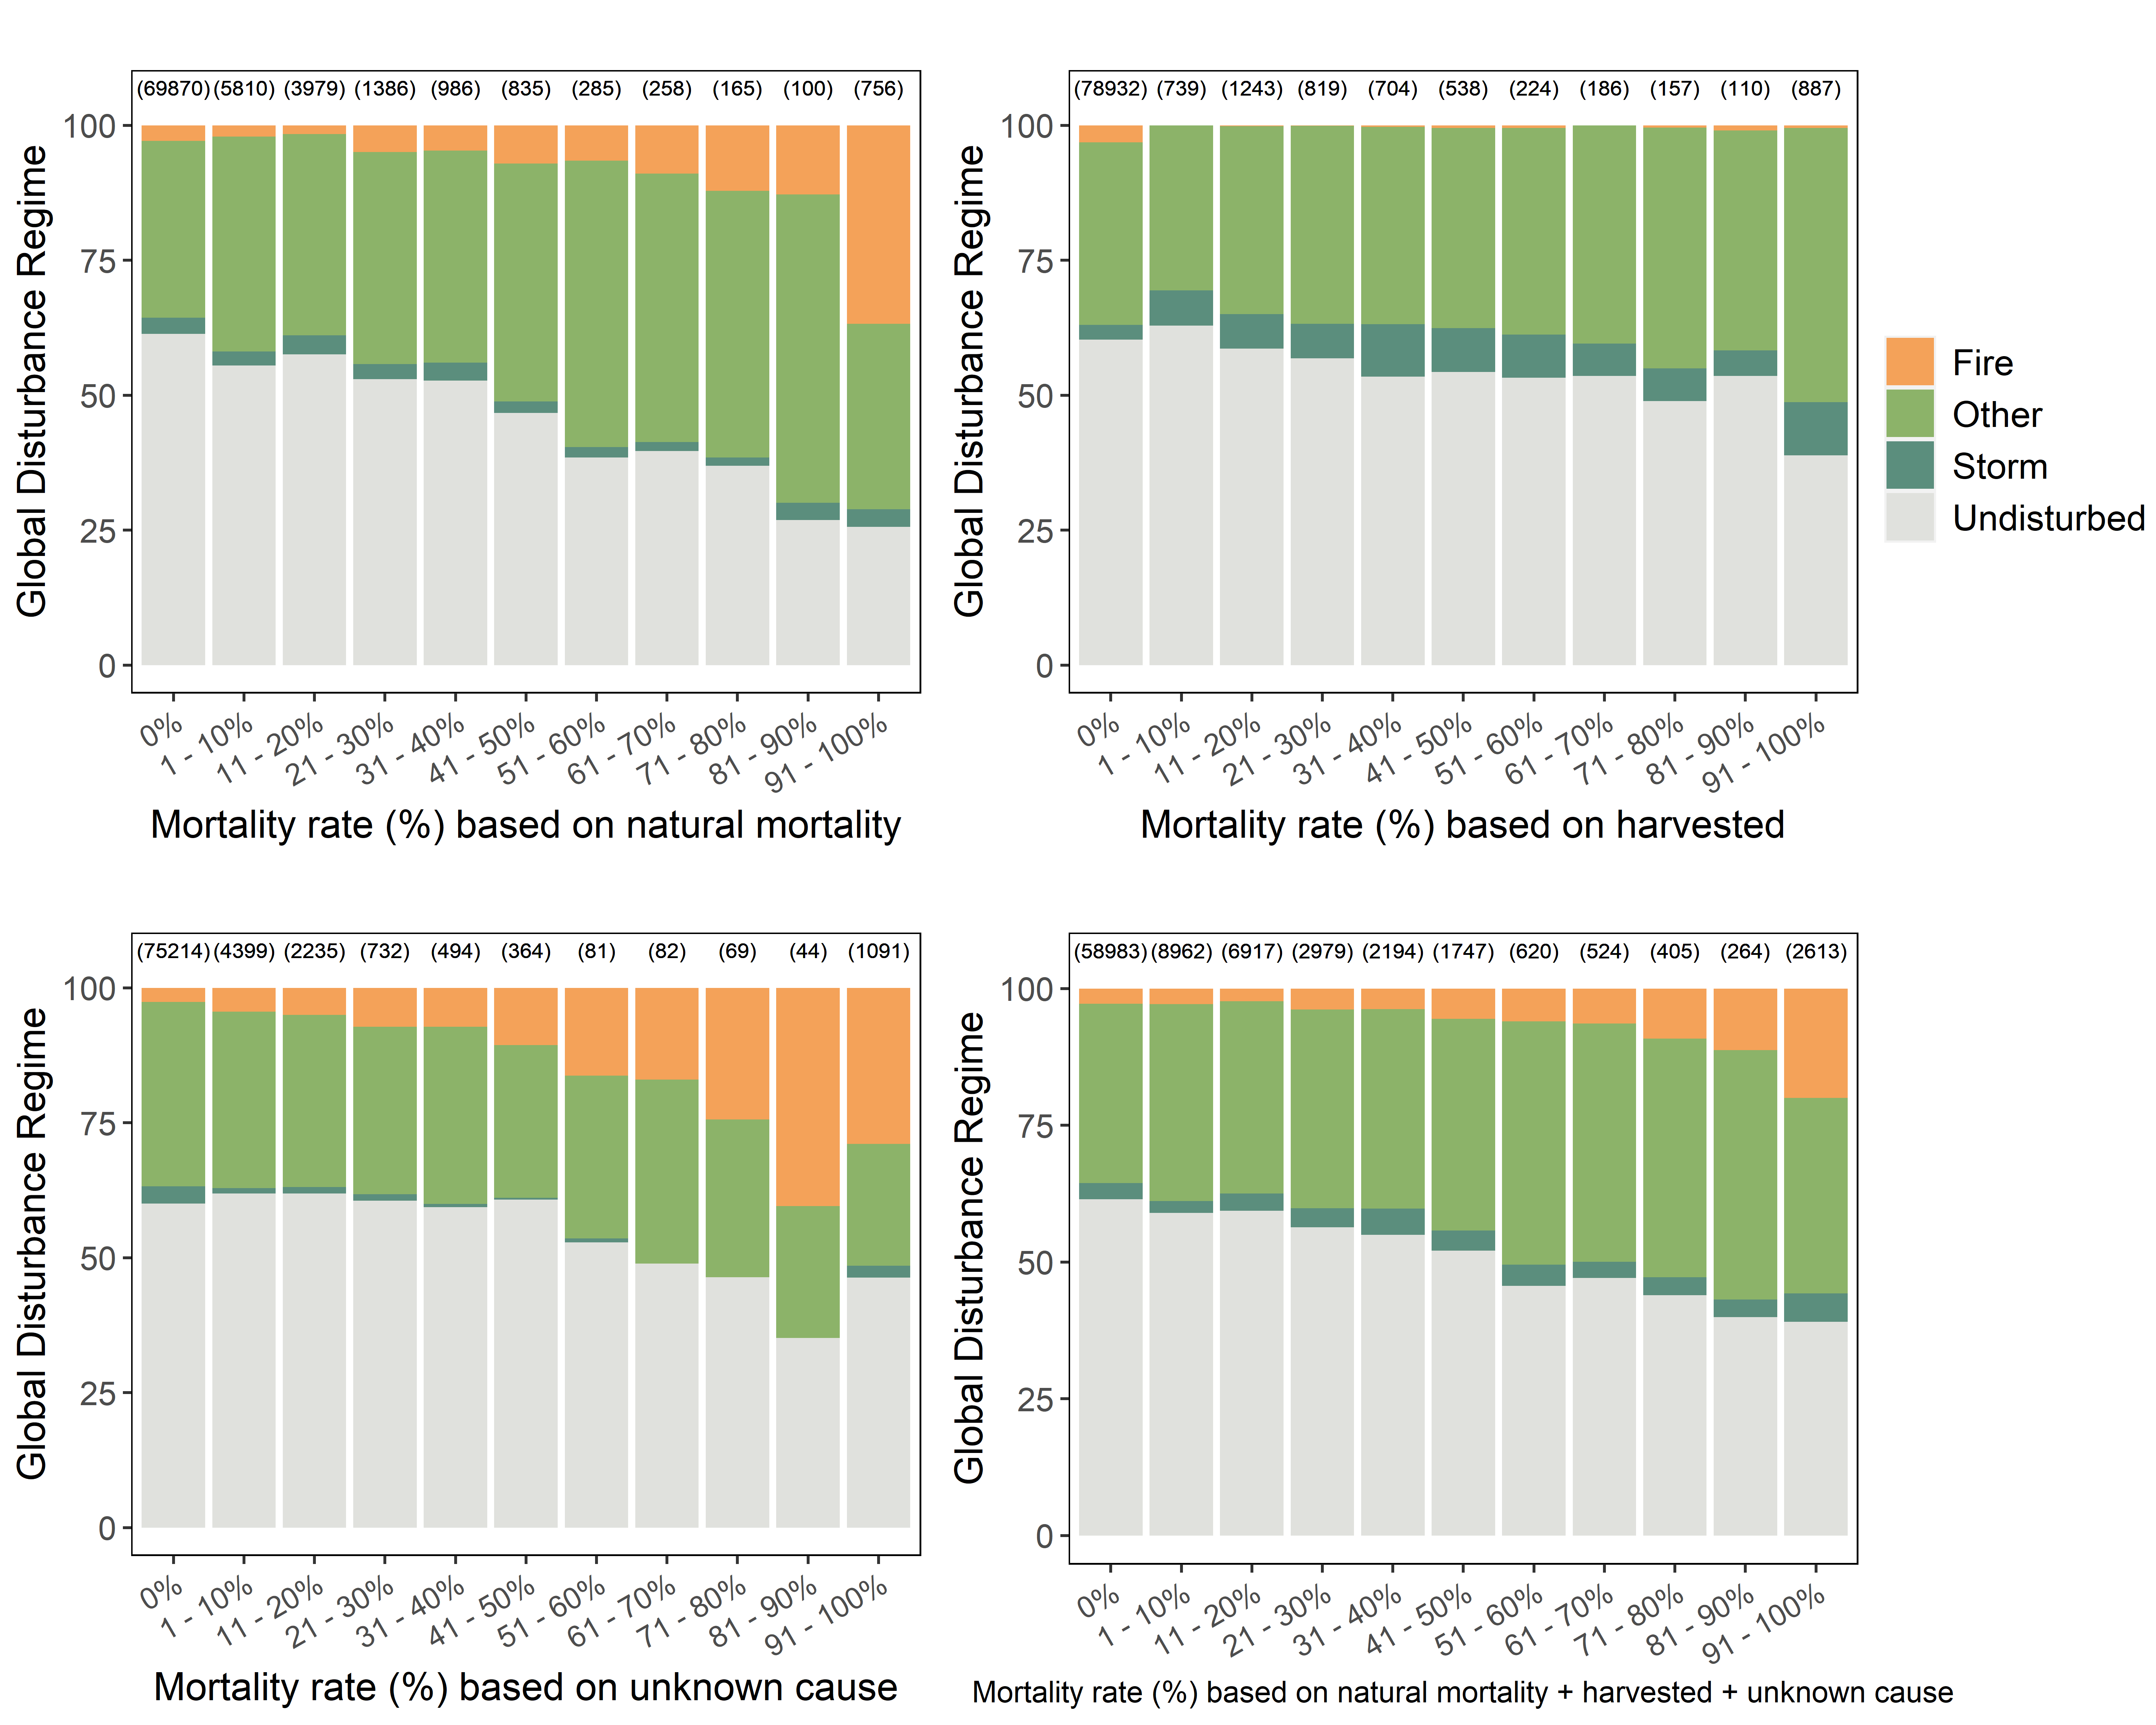 (69870) (5810) (3979) (1386) (986) (835) (285) (258) (165) (100) (756)
Global Disturbance Regime
100
75
50
25
0
0% 1 - 10% 11 - 20% 21 - 30% 31 - 40% 41 - 50% 51 - 60% 61 - 70% 71 - 80% 81 - 90% 91 - 100%
Mortality rate (%) based on natural mortality
(78932) (739) (1243) (819) (704) (538) (224) (186) (157) (110) (887)
Global Disturbance Regime
100
75
50
25
0
0% 1 - 10% 11 - 20% 21 - 30% 31 - 40% 41 - 50% 51 - 60% 61 - 70% 71 - 80% 81 - 90% 91 - 100%
Mortality rate (%) based on harvested
Fire
Other
Storm
Undisturbed
(75214) (4399) (2235) (732) (494) (364) (81) (82) (69) (44) (1091)
Global Disturbance Regime
100
75
50
25
0
0% 1 - 10% 11 - 20% 21 - 30% 31 - 40% 41 - 50% 51 - 60% 61 - 70% 71 - 80% 81 - 90% 91 - 100%
Mortality rate (%) based on unknown cause
(58983) (8962) (6917) (2979) (2194) (1747) (620) (524) (405) (264) (2613)
Global Disturbance Regime
100
75
50
25
0
0% 1 - 10% 11 - 20% 21 - 30% 31 - 40% 41 - 50% 51 - 60% 61 - 70% 71 - 80% 81 - 90% 91 - 100%
Mortality rate (%) based on natural mortality + harvested + unknown cause